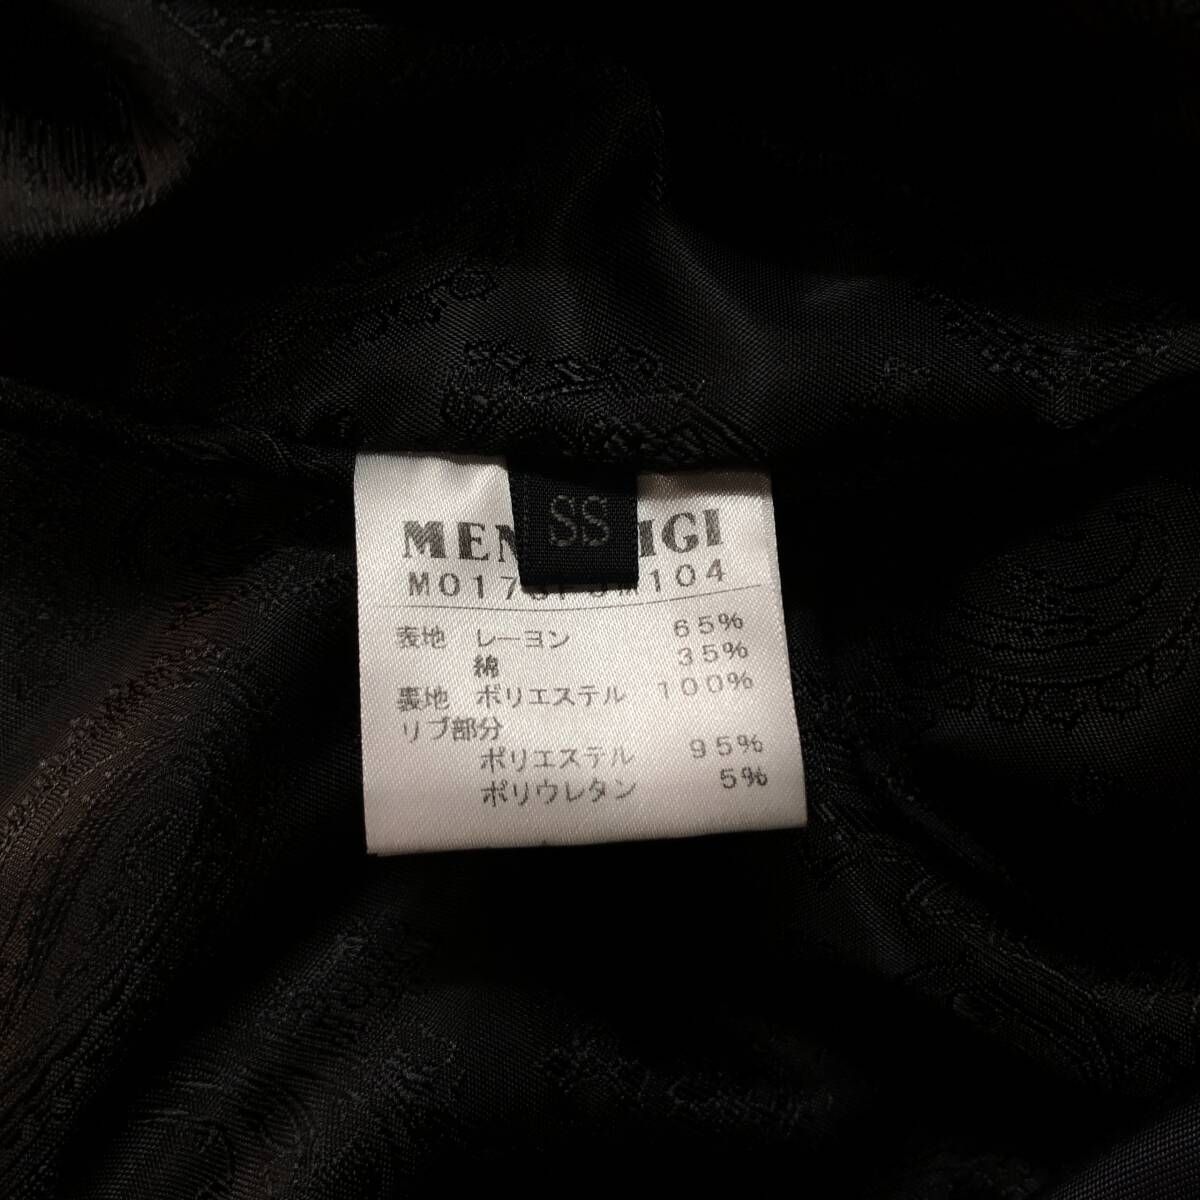 SS
MEN IGI
M017 104
表地 レーヨン 65%
綿 35%
裏地 ポリエステル 100%
リブ部分
ポリエステル 95%
ポリウレタン 5%